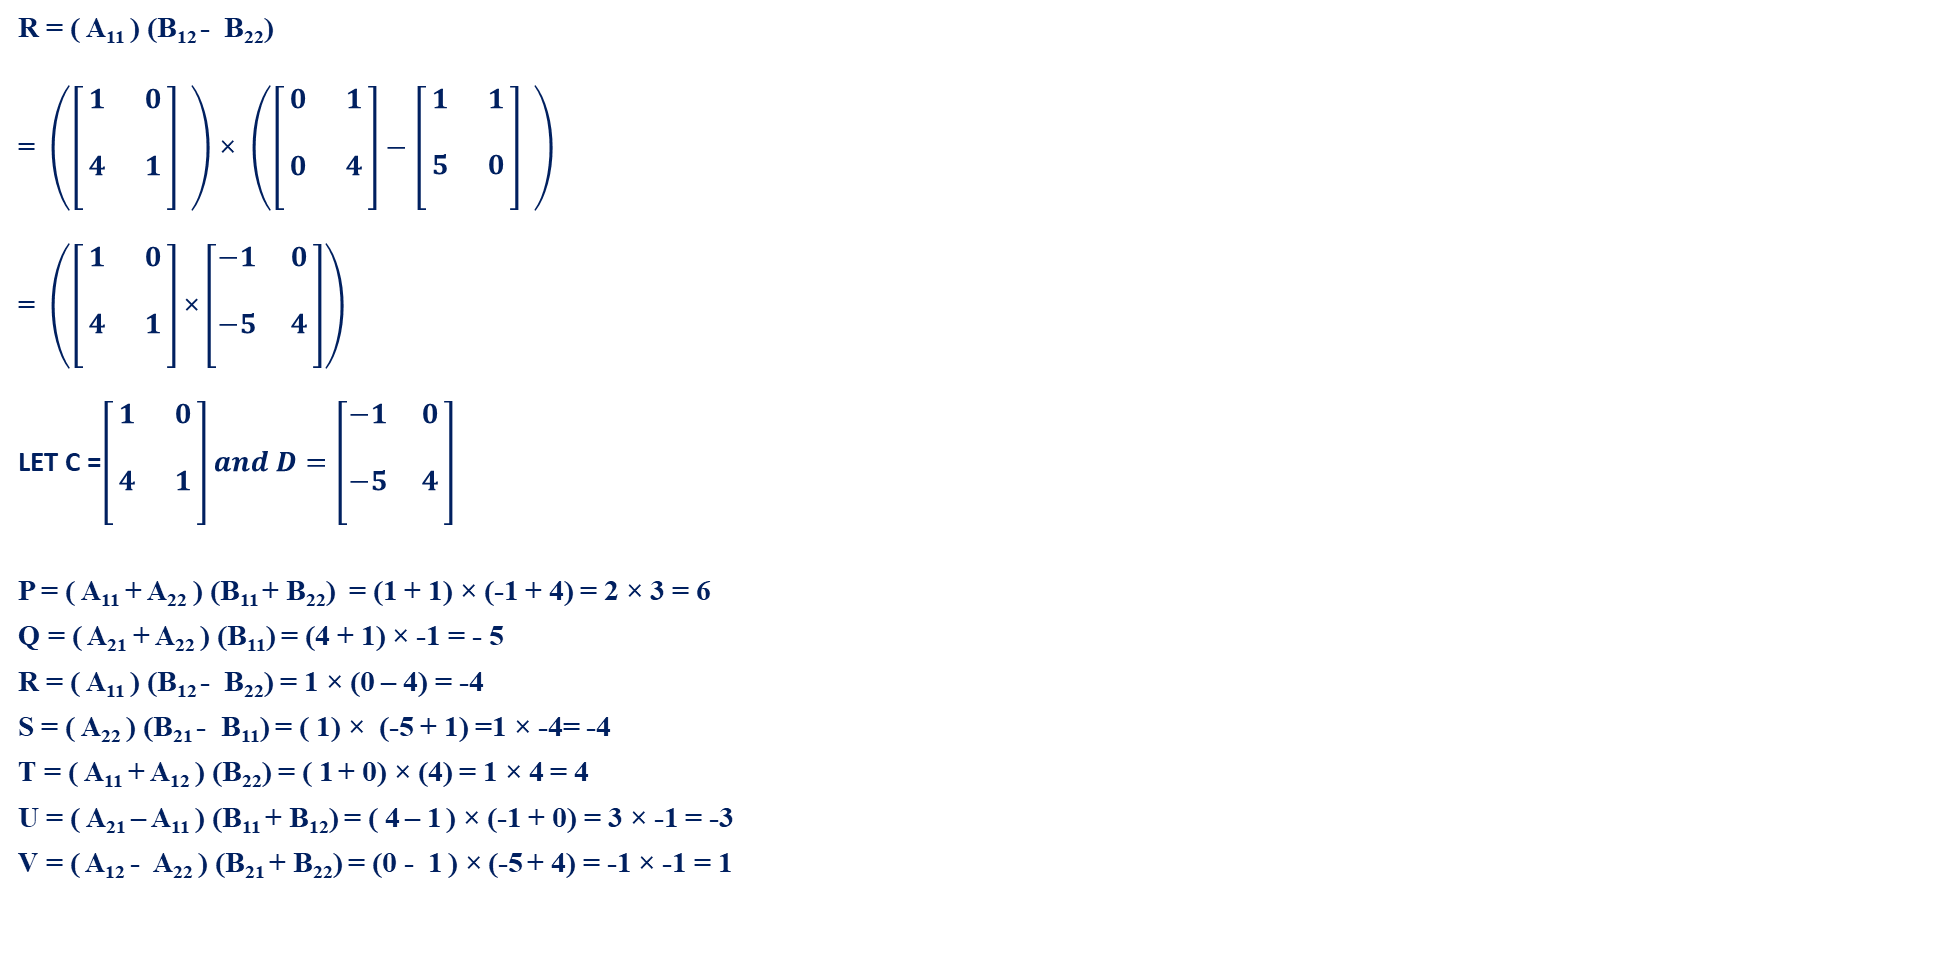 R = ( A₁₁ ) (B₁₂ - B₂₂)
= ([1 0
4 1]) × ([0 1
0 4] − [1 1
5 0])
= ([1 0
4 1] × [−1 0
−5 4])
LET C = [1 0
4 1] and D = [−1 0
−5 4]
P = ( A₁₁ + A₂₂ ) (B₁₁ + B₂₂) = (1 + 1) × (-1 + 4) = 2 × 3 = 6
Q = ( A₂₁ + A₂₂ ) (B₁₁) = (4 + 1) × -1 = - 5
R = ( A₁₁ ) (B₁₂ - B₂₂) = 1 × (0 – 4) = -4
S = ( A₂₂ ) (B₂₁ - B₁₁) = ( 1) × (-5 + 1) =1 × -4= -4
T = ( A₁₁ + A₁₂ ) (B₂₂) = ( 1 + 0) × (4) = 1 × 4 = 4
U = ( A₂₁ – A₁₁ ) (B₁₁ + B₁₂) = ( 4 – 1 ) × (-1 + 0) = 3 × -1 = -3
V = ( A₁₂ - A₂₂ ) (B₂₁ + B₂₂) = (0 - 1 ) × (-5 + 4) = -1 × -1 = 1